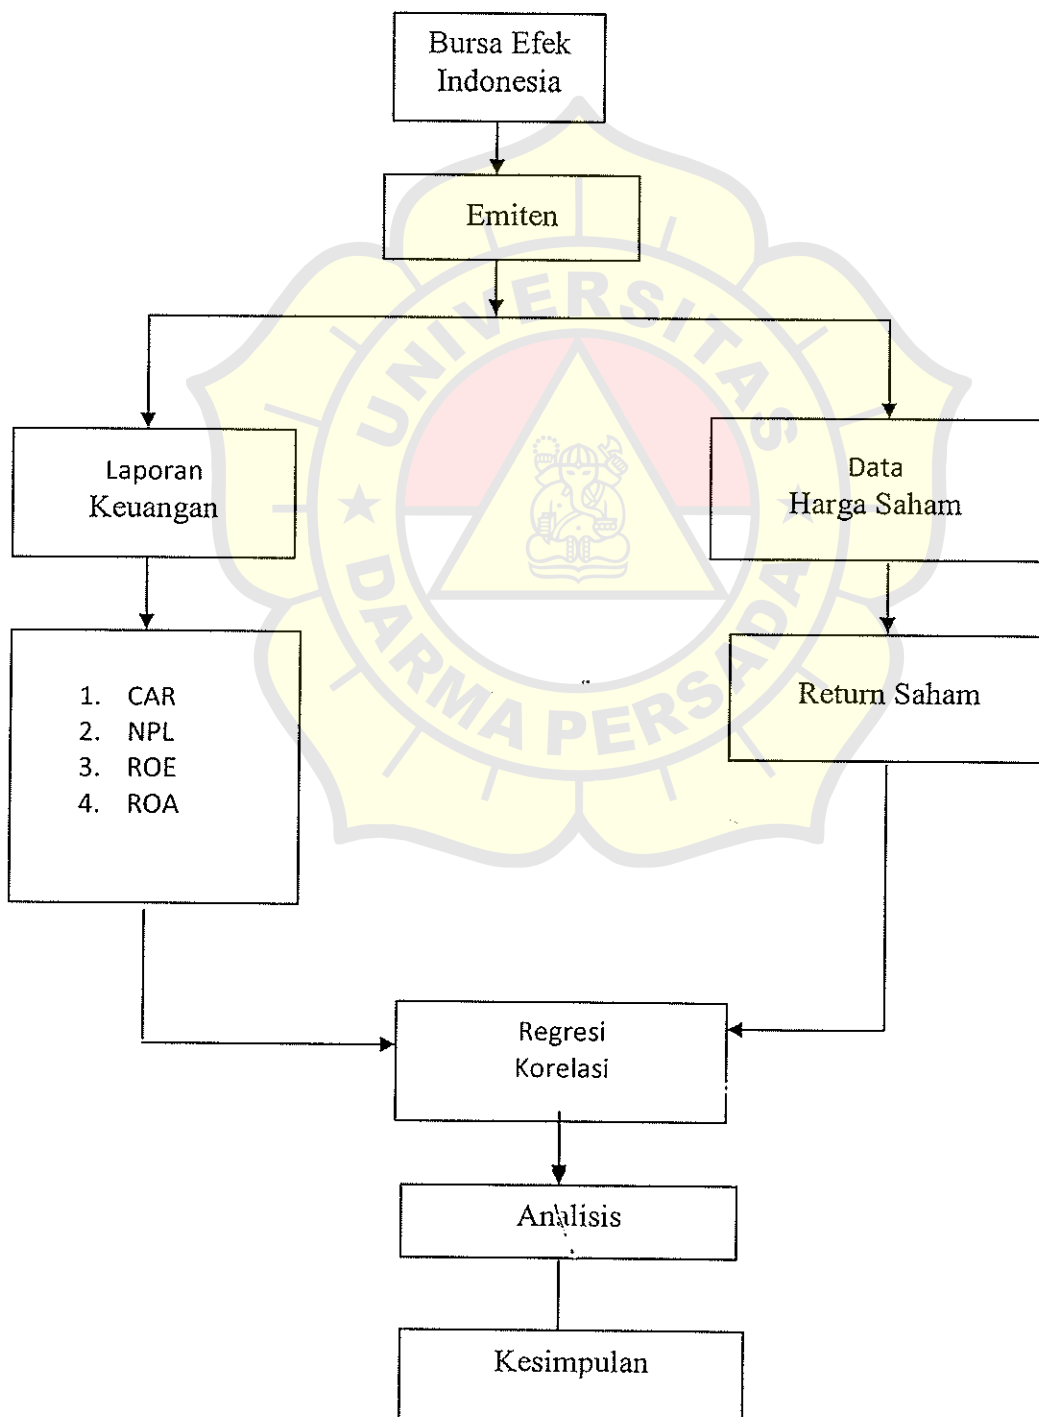 Bursa Efek
Indonesia
Emiten
UNIVERSITAS
DARMA PERSADA
Laporan
Keuangan
Data
Harga Saham
1. CAR
2. NPL
3. ROE
4. ROA
Return Saham
Regresi
Korelasi
Analisis
Kesimpulan